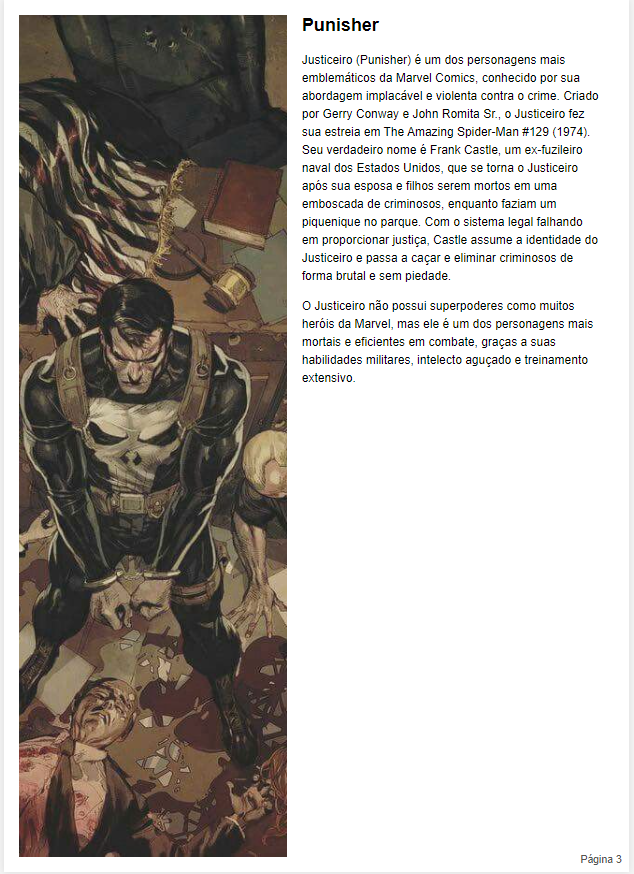 Punisher
Justiceiro (Punisher) é um dos personagens mais
emblemáticos da Marvel Comics, conhecido por sua
abordagem implacável e violenta contra o crime. Criado
por Gerry Conway e John Romita Sr., o Justiceiro fez
sua estreia em The Amazing Spider-Man #129 (1974).
Seu verdadeiro nome é Frank Castle, um ex-fuzileiro
naval dos Estados Unidos, que se torna o Justiceiro
após sua esposa e filhos serem mortos em uma
emboscada de criminosos, enquanto faziam um
piquenique no parque. Com o sistema legal falhando
em proporcionar justiça, Castle assume a identidade do
Justiceiro e passa a caçar e eliminar criminosos de
forma brutal e sem piedade.
O Justiceiro não possui superpoderes como muitos
heróis da Marvel, mas ele é um dos personagens mais
mortais e eficientes em combate, graças a suas
habilidades militares, intelecto aguçado e treinamento
extensivo.
Página 3